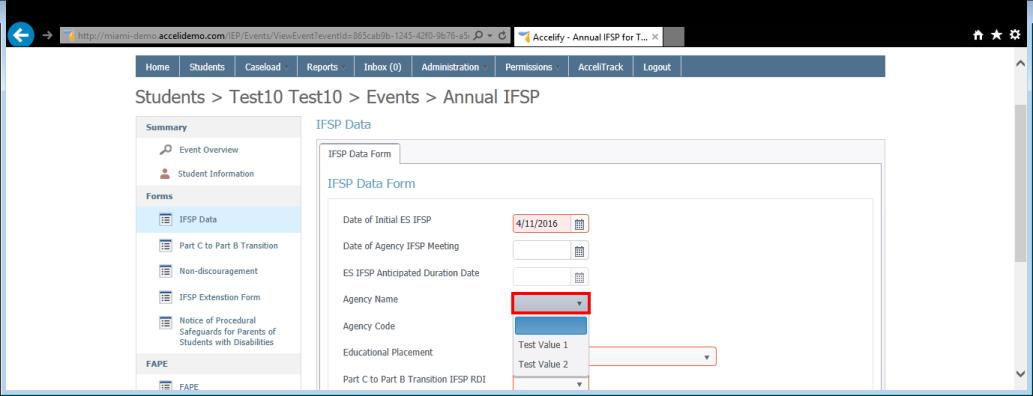 http://miami-demo.accelidemo.com/IEP/Events/ViewEvent?eventId=865cab9b-1245-42f0-9b76-a5
Accelify - Annual IFSP for T...
Home Students Caseload Reports Inbox (0) Administration Permissions AcceliTrack Logout
Students > Test10 Test10 > Events > Annual IFSP
Summary
Event Overview
Student Information
Forms
IFSP Data
Part C to Part B Transition
Non-discouragement
IFSP Extenstion Form
Notice of Procedural
Safeguards for Parents of
Students with Disabilities
FAPE
FAPE
IFSP Data
IFSP Data Form
IFSP Data Form
Date of Initial ES IFSP 4/11/2016
Date of Agency IFSP Meeting
ES IFSP Anticipated Duration Date
Agency Name
Agency Code
Test Value 1
Educational Placement
Test Value 2
Part C to Part B Transition IFSP RDI